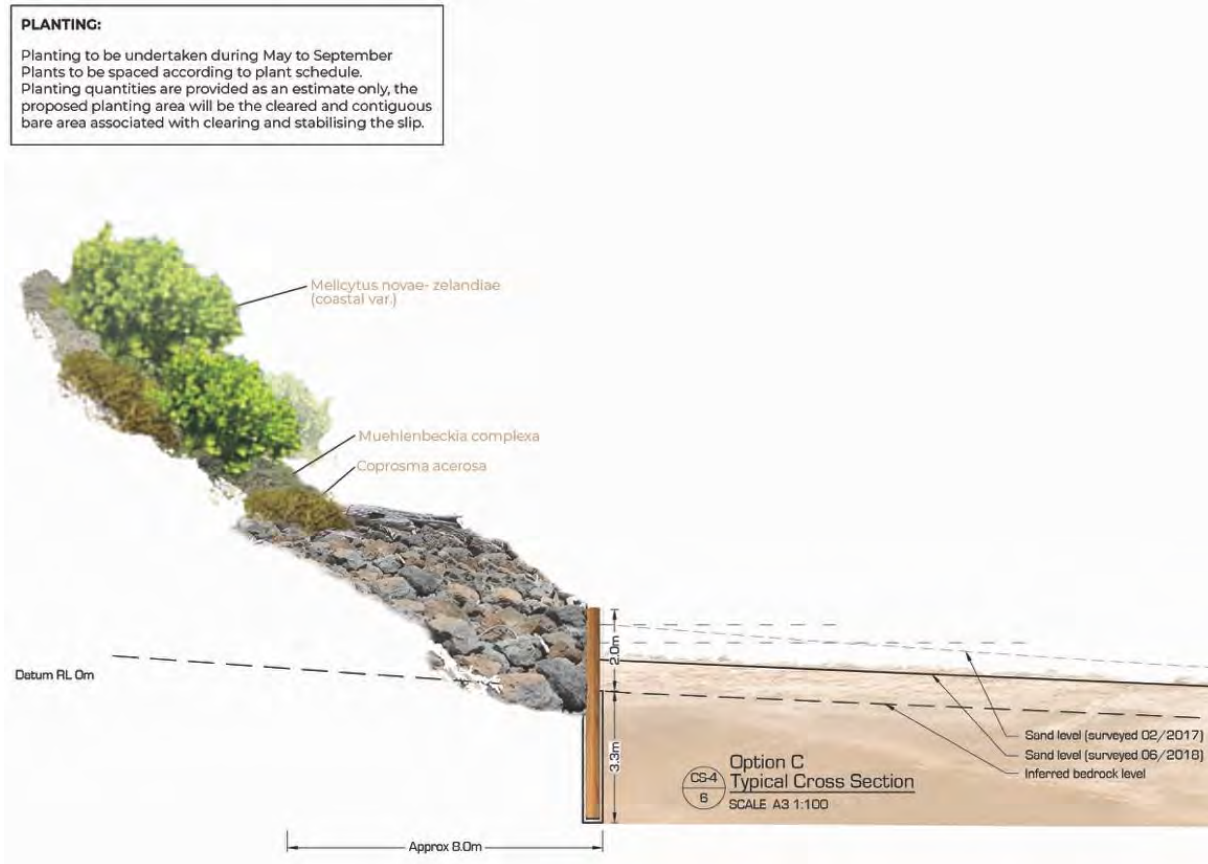 PLANTING:
Planting to be undertaken during May to September
Plants to be spaced according to plant schedule.
Planting quantities are provided as an estimate only, the
proposed planting area will be the cleared and contiguous
bare area associated with clearing and stabilising the slip.
Melicytus novae- zelandiae
(coastal var.)
Muehlenbeckia complexa
Coprosma acerosa
2.0m
Datum RL 0m
3.3m
Sand level (surveyed 02/2017)
Sand level (surveyed 06/2018)
Inferred bedrock level
CS-4
6
Option C
Typical Cross Section
SCALE A3 1:100
Approx 8.0m